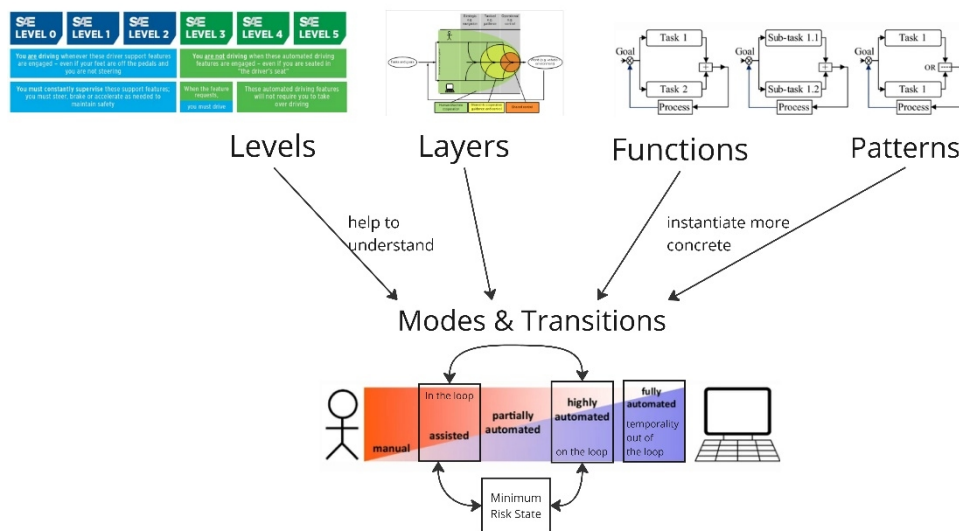 SAE SAE SAE SAE SAE SAE
LEVEL 0 LEVEL 1 LEVEL 2 LEVEL 3 LEVEL 4 LEVEL 5
You are driving whenever these driver support features
are engaged – even if your feet are off the pedals and
you are not steering
You are not driving when these automated driving
features are engaged – even if you are seated in
"the driver's seat"
You must constantly supervise these support features;
you must steer, brake or accelerate as needed to
maintain safety
When the feature
requests,
you must drive
These automated driving features
will not require you to take
over driving
Goal
Task 1
Task 2
+
Process
Goal
Sub-task 1.1
Sub-task 1.2
+
Process
Goal
Task 1
OR
Task 1
Process
Levels
Layers
Functions
Patterns
help to
understand
instantiate more
concrete
Modes & Transitions
In the loop
manual
assisted
partially
automated
highly
automated
on the loop
fully
automated
temporality
out of
the loop
Minimum
Risk State